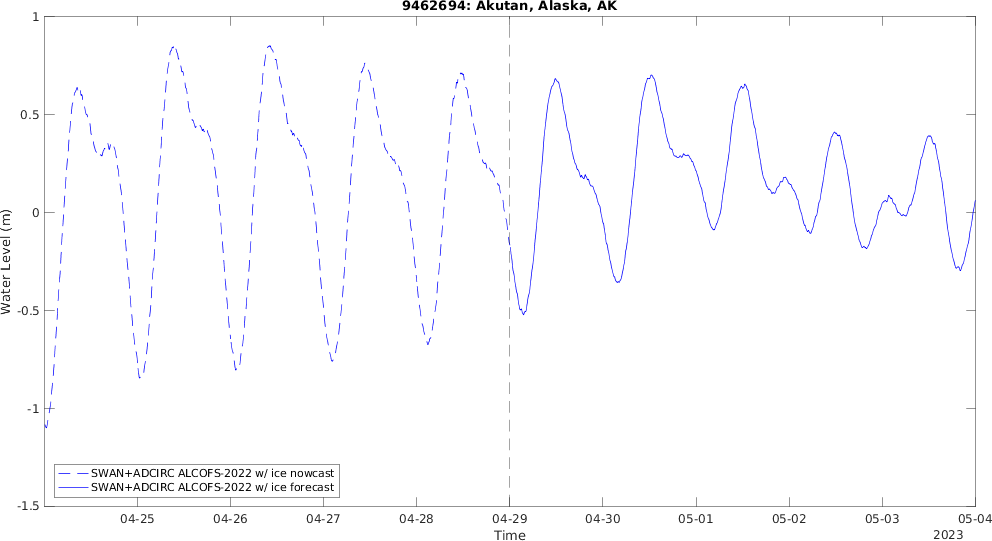 9462694: Akutan, Alaska, AK
Water Level (m)
1
0.5
0
-0.5
-1
-1.5
SWAN+ADCIRC ALCOFS-2022 w/ ice nowcast
SWAN+ADCIRC ALCOFS-2022 w/ ice forecast
04-25 04-26 04-27 04-28 04-29 04-30 05-01 05-02 05-03 05-04
Time
2023